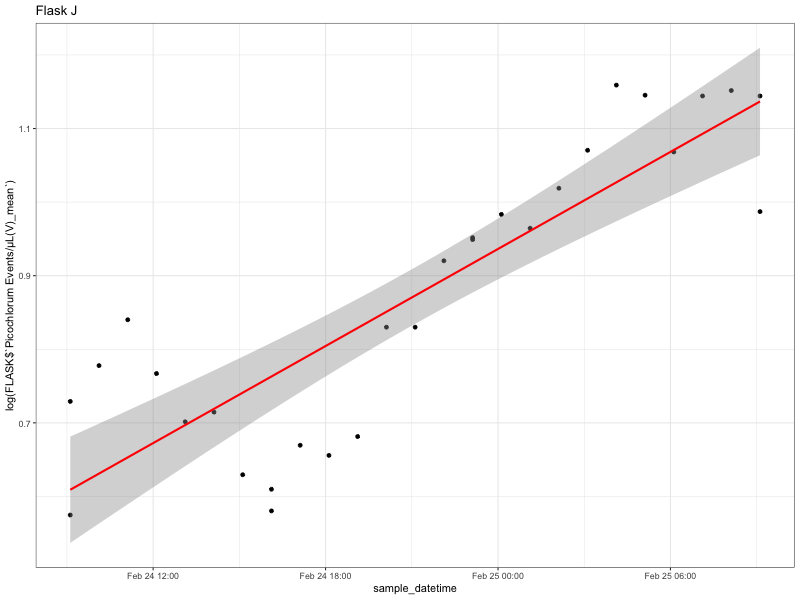 Flask J
log(FLASK$`Picochlorum Events/µL(V)_mean`)
1.1
0.9
0.7
Feb 24 12:00
Feb 24 18:00
Feb 25 00:00
Feb 25 06:00
sample_datetime